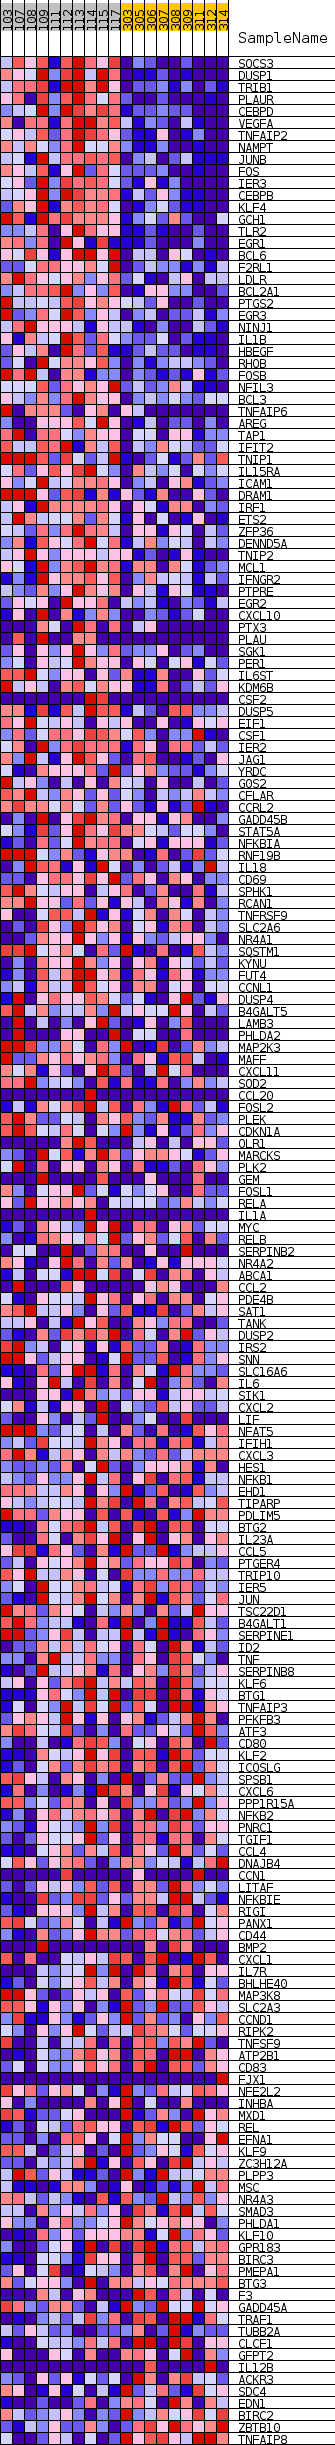 103
107
108
109
111
112
113
114
115
117
303
305
306
307
308
309
311
312
314
SampleName
SOCS3
DUSP1
TRIB1
PLAUR
CEBPD
VEGFA
TNFAIP2
NAMPT
JUNB
FOS
IER3
CEBPB
KLF4
GCH1
TLR2
EGR1
BCL6
F2RL1
LDLR
BCL2A1
PTGS2
EGR3
NINJ1
IL1B
HBEGF
RHOB
FOSB
NFIL3
BCL3
TNFAIP6
AREG
TAP1
IFIT2
TNIP1
IL15RA
ICAM1
DRAM1
IRF1
ETS2
ZFP36
DENND5A
TNIP2
MCL1
IFNGR2
PTPRE
EGR2
CXCL10
PTX3
PLAU
SGK1
PER1
IL6ST
KDM6B
CSF2
DUSP5
EIF1
CSF1
IER2
JAG1
YRDC
G0S2
CFLAR
CCRL2
GADD45B
STAT5A
NFKBIA
RNF19B
IL18
CD69
SPHK1
RCAN1
TNFRSF9
SLC2A6
NR4A1
SQSTM1
KYNU
FUT4
CCNL1
DUSP4
B4GALT5
LAMB3
PHLDA2
MAP2K3
MAFF
CXCL11
SOD2
CCL20
FOSL2
PLEK
CDKN1A
OLR1
MARCKS
PLK2
GEM
FOSL1
RELA
IL1A
MYC
RELB
SERPINB2
NR4A2
ABCA1
CCL2
PDE4B
SAT1
TANK
DUSP2
IRS2
SNN
SLC16A6
IL6
SIK1
CXCL2
LIF
NFAT5
IFIH1
CXCL3
HES1
NFKB1
EHD1
TIPARP
PDLIM5
BTG2
IL23A
CCL5
PTGER4
TRIP10
IER5
JUN
TSC22D1
B4GALT1
SERPINE1
ID2
TNF
SERPINB8
KLF6
BTG1
TNFAIP3
PFKFB3
ATF3
CD80
KLF2
ICOSLG
SPSB1
CXCL6
PPP1R15A
NFKB2
PNRC1
TGIF1
CCL4
DNAJB4
CCN1
LITAF
NFKBIE
RIGI
PANX1
CD44
BMP2
CXCL1
IL7R
BHLHE40
MAP3K8
SLC2A3
CCND1
RIPK2
TNFSF9
ATP2B1
CD83
FJX1
NFE2L2
INHBA
MXD1
REL
EFNA1
KLF9
ZC3H12A
PLPP3
MSC
NR4A3
SMAD3
PHLDA1
KLF10
GPR183
BIRC3
PMEPA1
BTG3
F3
GADD45A
TRAF1
TUBB2A
CLCF1
GFPT2
IL12B
ACKR3
SDC4
EDN1
BIRC2
ZBTB10
TNFAIP8